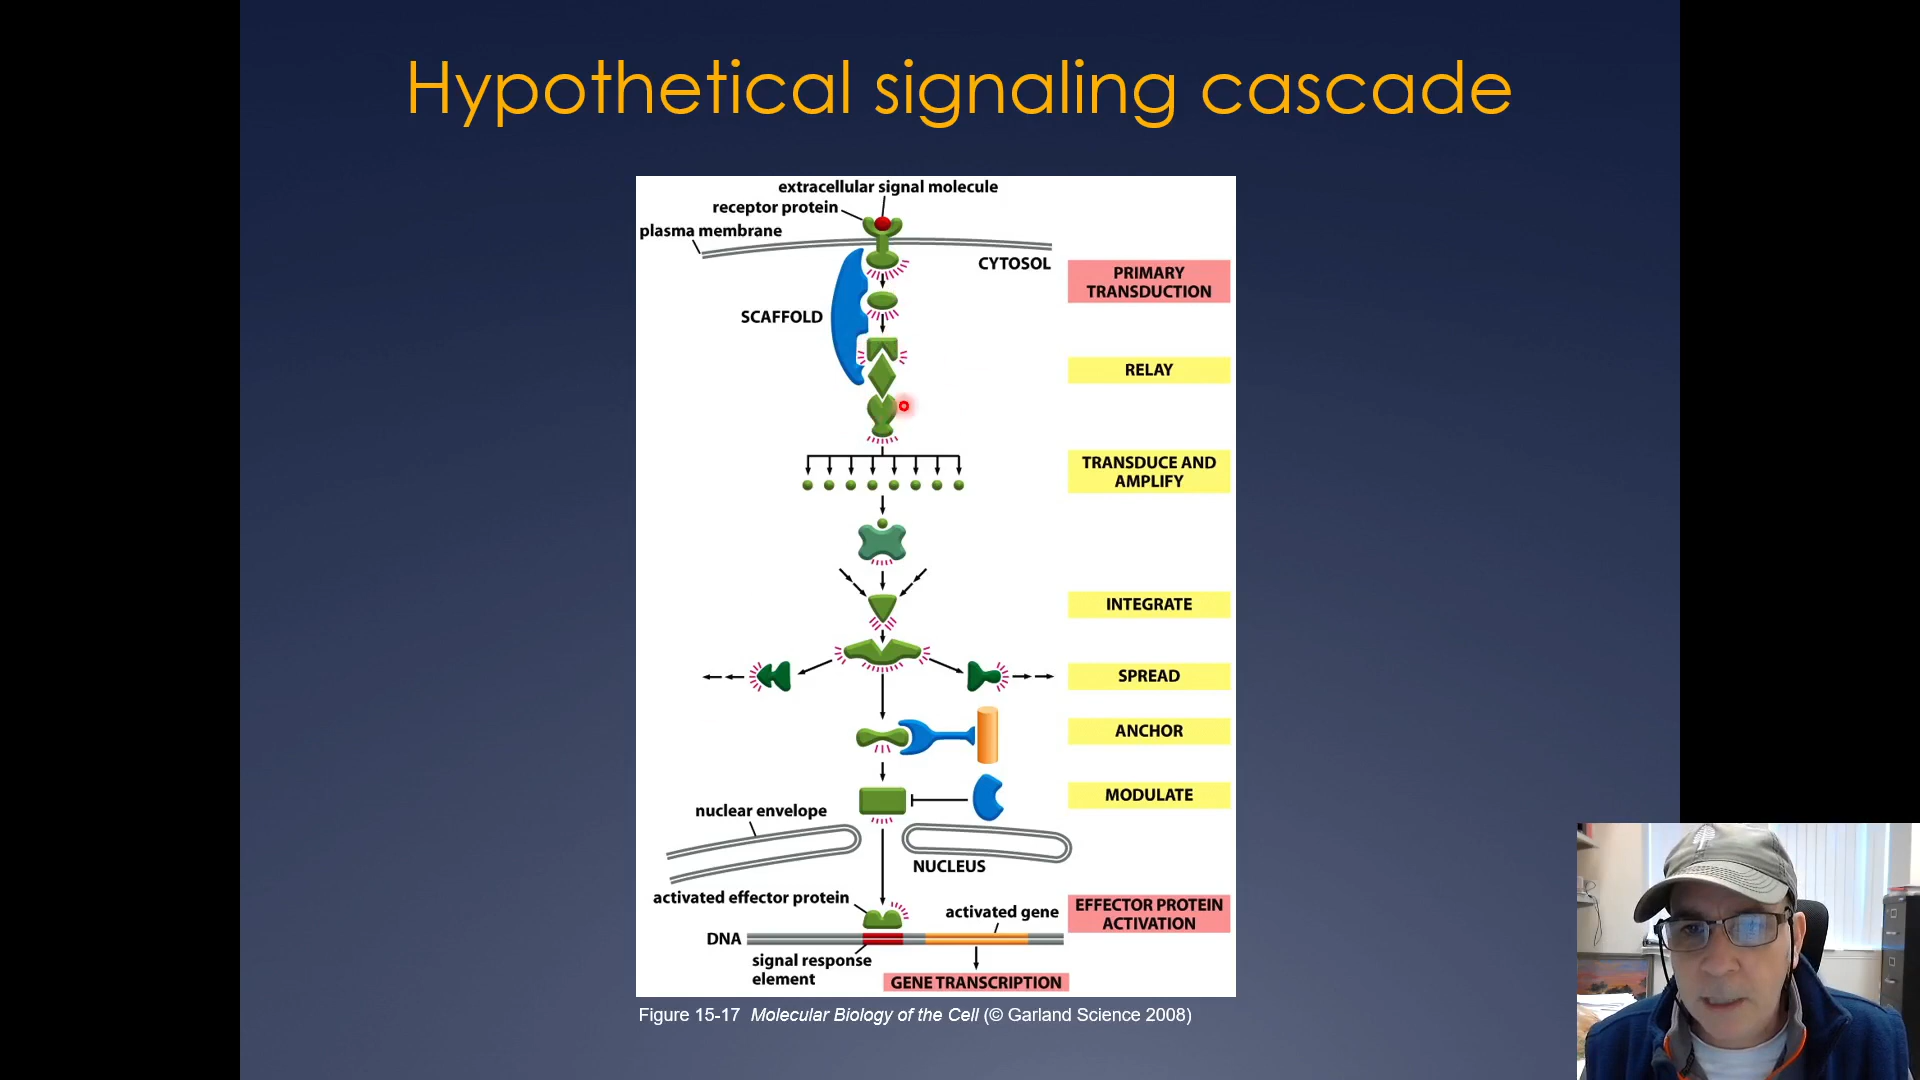 Hypothetical signaling cascade
extracellular signal molecule
receptor protein
plasma membrane
CYTOSOL
PRIMARY
TRANSDUCTION
SCAFFOLD
RELAY
TRANSDUCE AND
AMPLIFY
INTEGRATE
SPREAD
ANCHOR
MODULATE
nuclear envelope
NUCLEUS
activated effector protein
activated gene
EFFECTOR PROTEIN
ACTIVATION
DNA
signal response
element
GENE TRANSCRIPTION
Figure 15-17 Molecular Biology of the Cell (© Garland Science 2008)